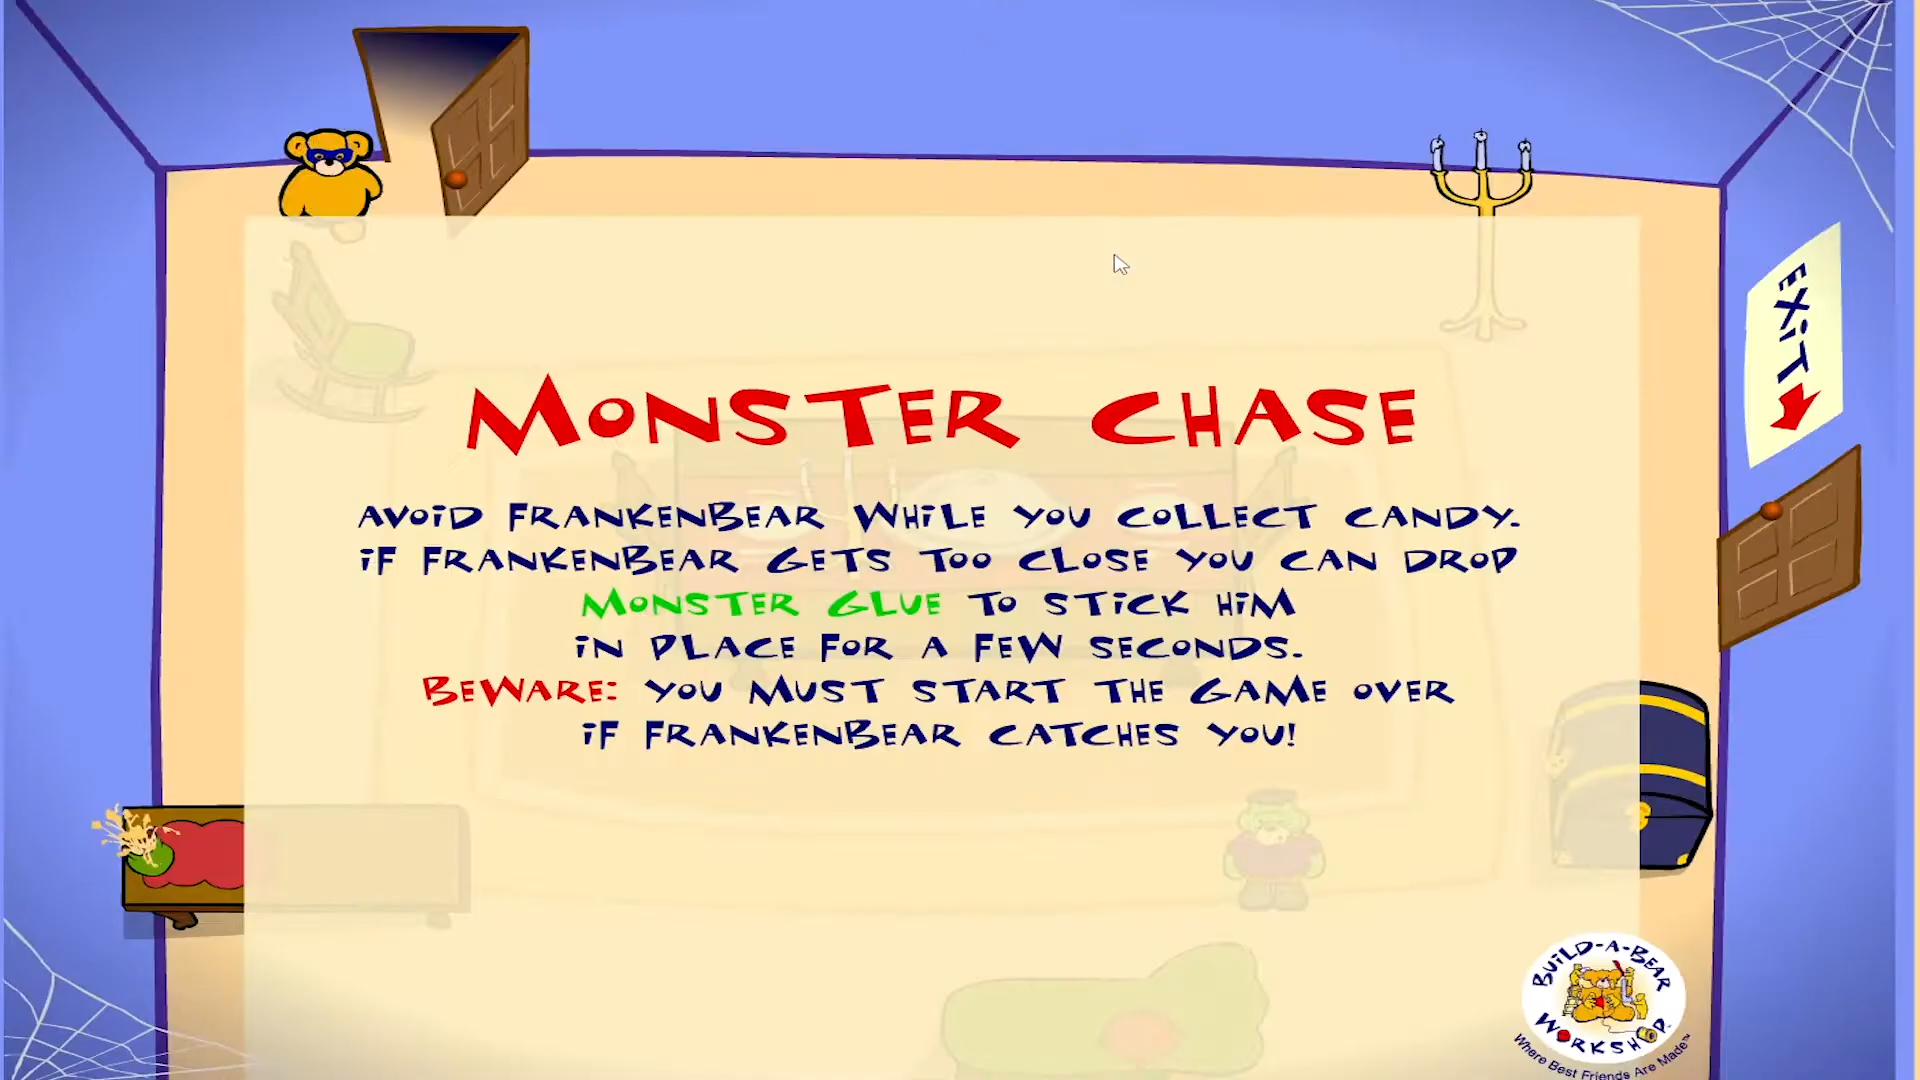 EXiT
MONSTER CHASE
AVOiD FRANKENBEAR WHiLE YOU COLLECT CANDY.
iF FRANKENBEAR GETS TOO CLOSE YOU CAN DROP
MONSTER GLUE TO STiCK HiM
iN PLACE FOR A FEW SECONDS.
BEWARE: YOU MUST START THE GAME OVER
iF FRANKENBEAR CATCHES YOU!
BUiLD-A-BEAR
WORKSHOP
Where Best Friends Are Made™